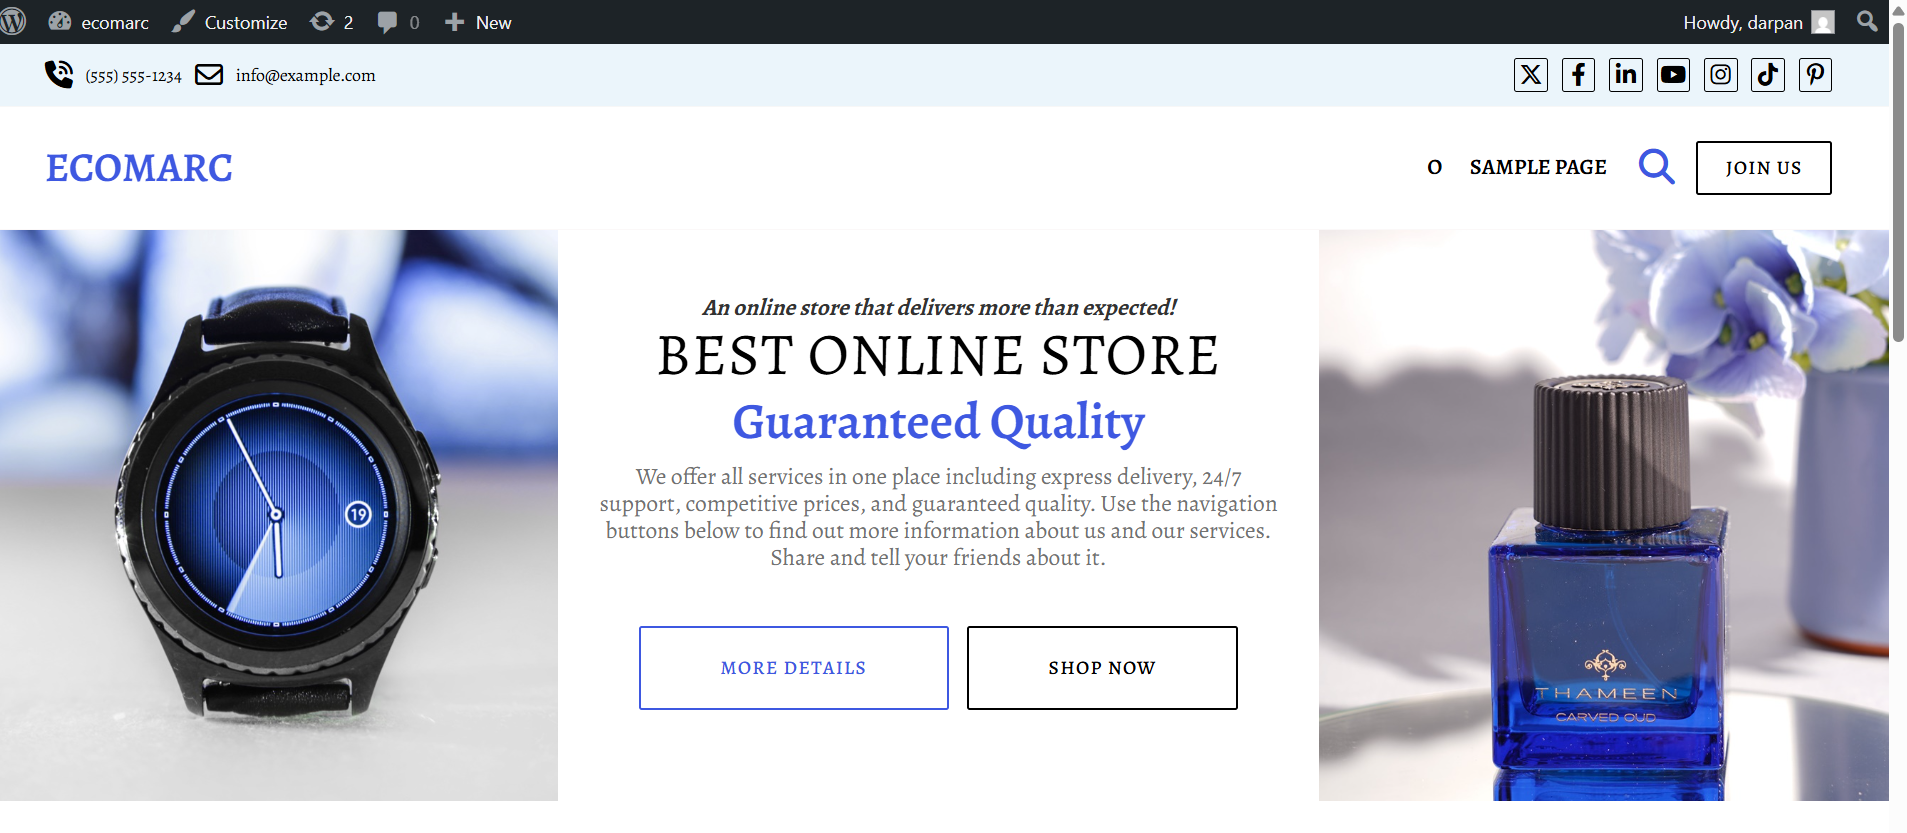 ecomarc Customize 2 0 New Howdy, darpan
(555) 555-1234 info@example.com
ECOMARC O SAMPLE PAGE JOIN US
An online store that delivers more than expected!
BEST ONLINE STORE
Guaranteed Quality
We offer all services in one place including express delivery, 24/7
support, competitive prices, and guaranteed quality. Use the navigation
buttons below to find out more information about us and our services.
Share and tell your friends about it.
MORE DETAILS SHOP NOW
19
THAMEEN
CARVED OUD